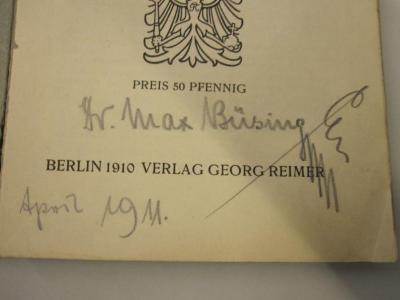 PREIS 50 PFENNIG
Dr. Max Büsing
BERLIN 1910 VERLAG GEORG REIMER
April 1911.